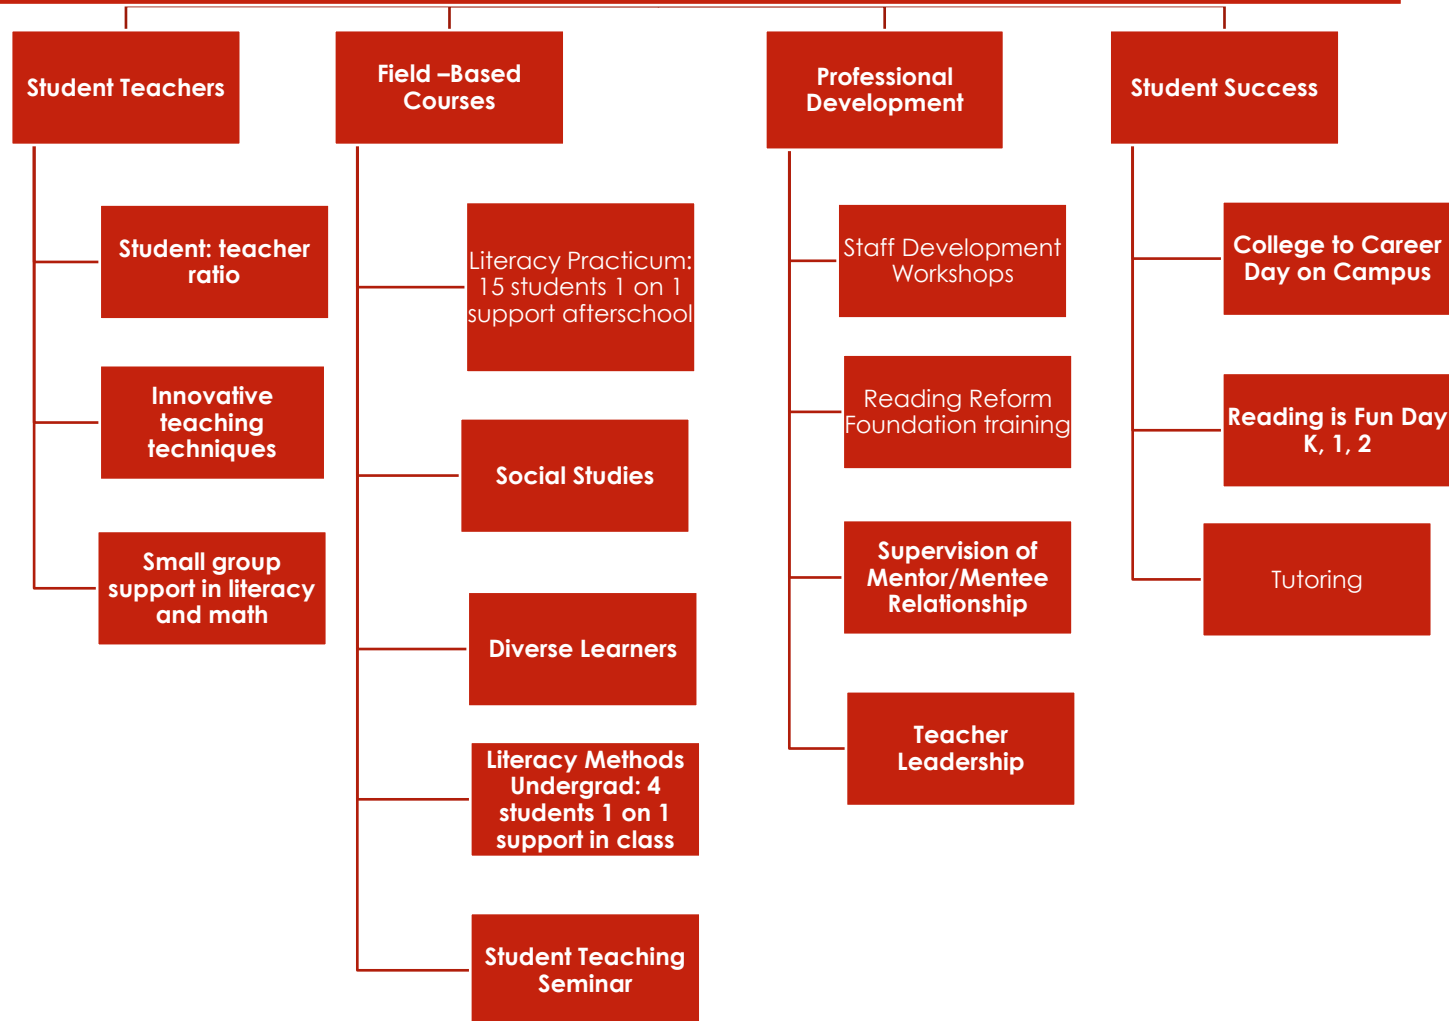 Student Teachers
Student: teacher
ratio
Innovative
teaching
techniques
Small group
support in literacy
and math
Field –Based
Courses
Literacy Practicum:
15 students 1 on 1
support afterschool
Social Studies
Diverse Learners
Literacy Methods
Undergrad: 4
students 1 on 1
support in class
Student Teaching
Seminar
Professional
Development
Staff Development
Workshops
Reading Reform
Foundation training
Supervision of
Mentor/Mentee
Relationship
Teacher
Leadership
Student Success
College to Career
Day on Campus
Reading is Fun Day
K, 1, 2
Tutoring